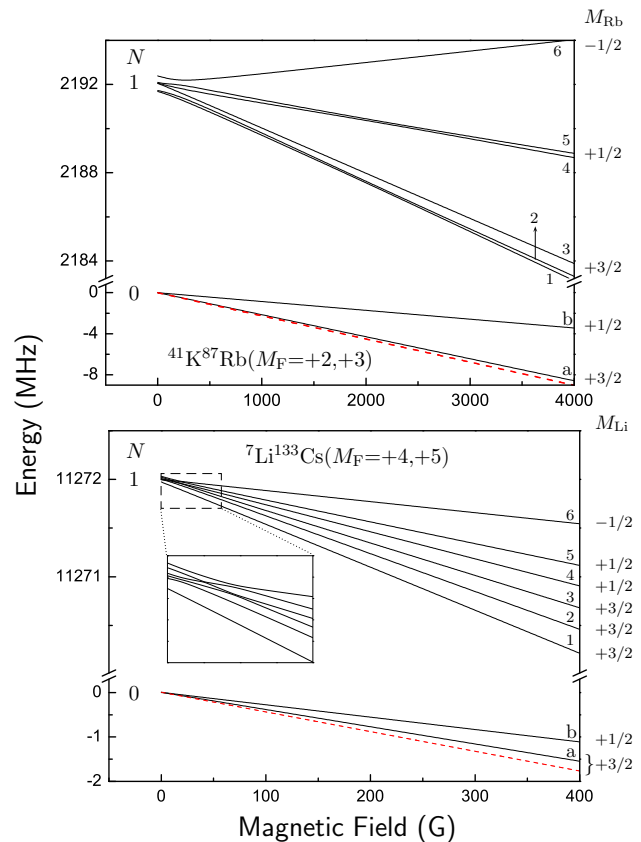 M_Rb
N
1
2192
2188
2184
0
0
-4
-8
6
5
4
3
2
1
b
a
-1/2
+1/2
+3/2
+1/2
+3/2
⁴¹K⁸⁷Rb(M_F=+2,+3)
0 1000 2000 3000 4000
Energy (MHz)
M_Li
N
⁷Li¹³³Cs(M_F=+4,+5)
1
11272
11271
0
0
-1
-2
6
5
4
3
2
1
b
a
-1/2
+1/2
+1/2
+3/2
+3/2
+3/2
+1/2
}+3/2
0 100 200 300 400
Magnetic Field (G)